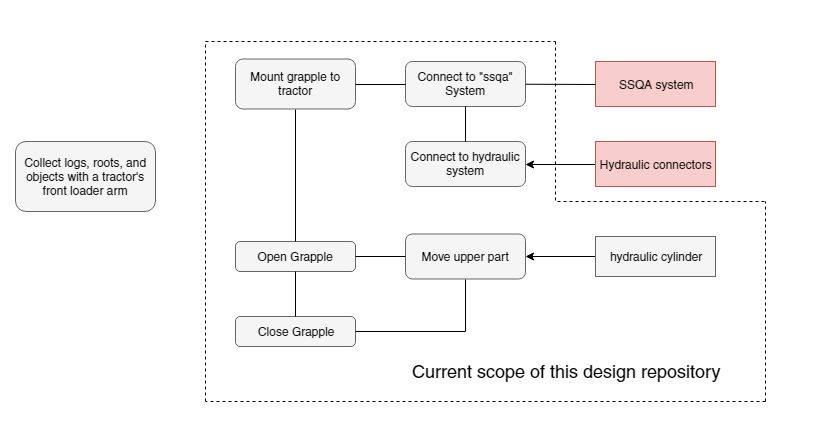 Mount grapple to
tractor
Connect to "ssqa"
System
SSQA system
Collect logs, roots, and
objects with a tractor's
front loader arm
Connect to hydraulic
system
Hydraulic connectors
Open Grapple
Move upper part
hydraulic cylinder
Close Grapple
Current scope of this design repository